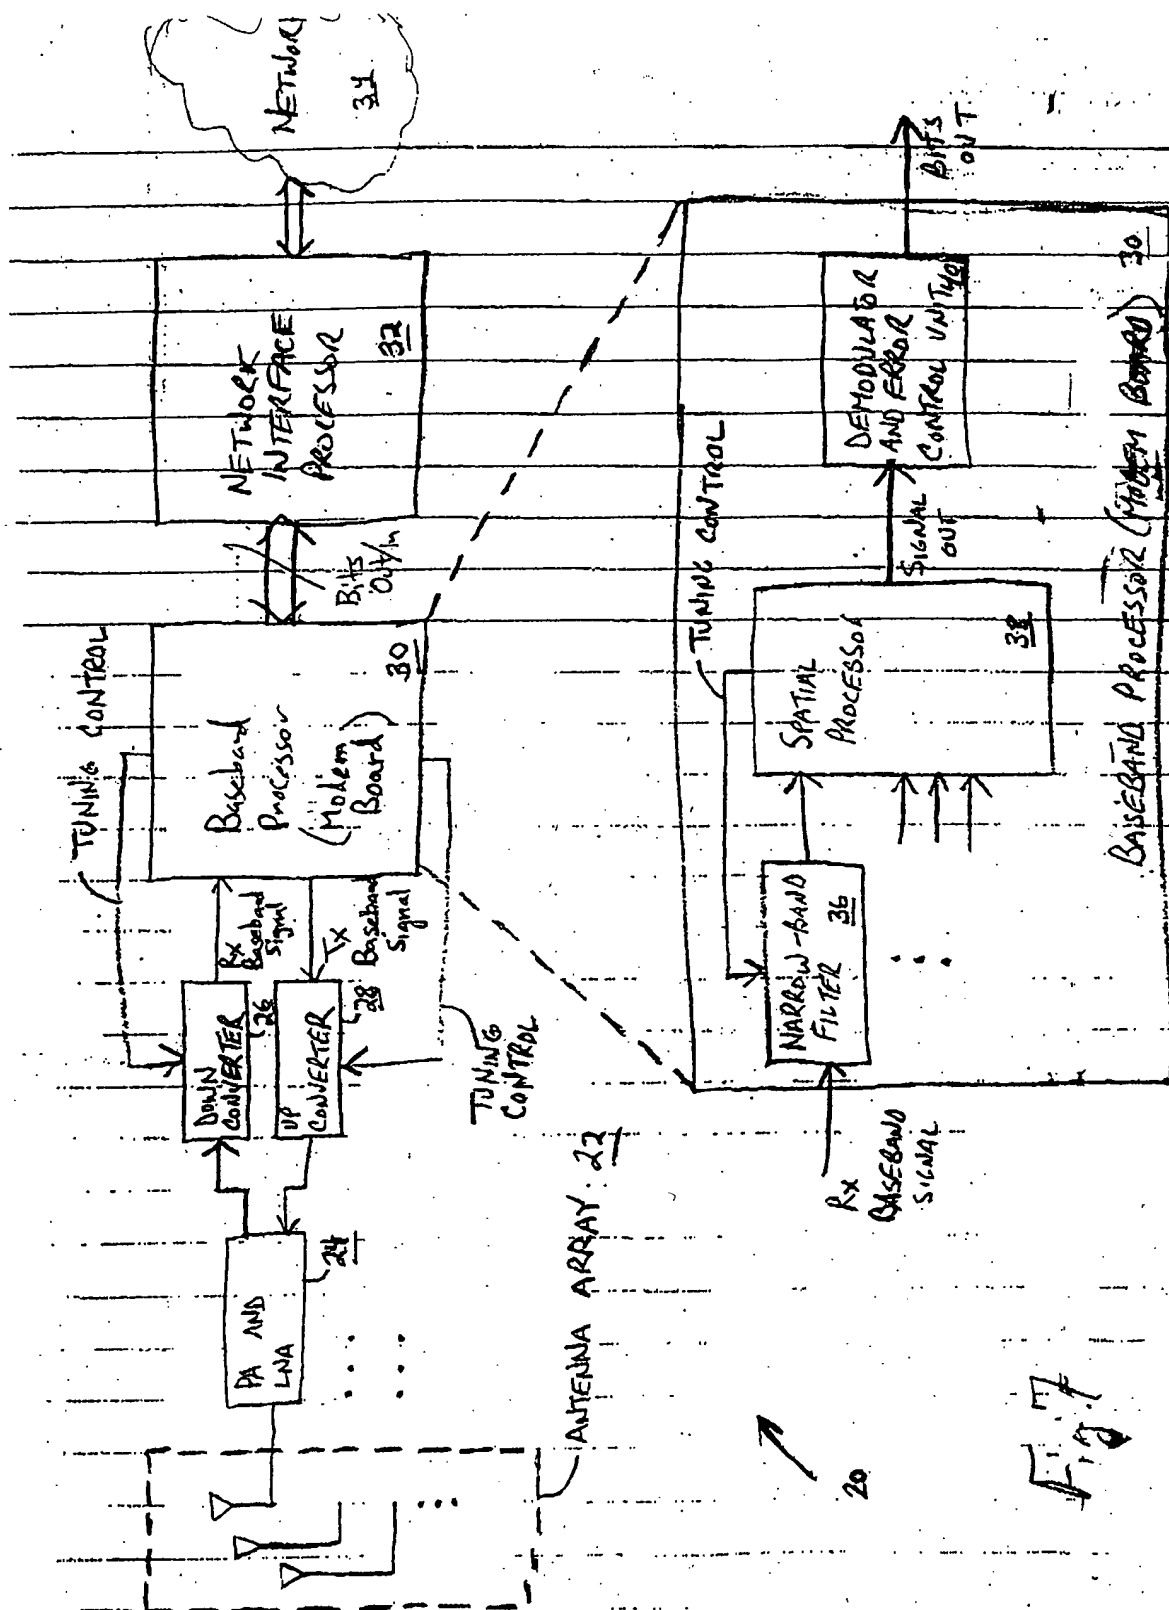 NETWORK
34
NETWORK
INTERFACE
PROCESSOR
32
Bits
Out/In
TUNING CONTROL
Baseband
Processor
(Modem
Board)
30
Rx
Baseband
Signal
Tx
Baseband
Signal
DOWN
CONVERTER
26
UP
CONVERTER
28
TUNING
CONTROL
PA AND
LNA
24
ANTENNA ARRAY 22
20
Rx
BASEBAND
SIGNAL
NARROW-BAND
FILTER
36
TUNING CONTROL
SPATIAL
PROCESSOR
38
SIGNAL
OUT
DEMODULATOR
AND ERROR
CONTROL UNIT 40
BITS
OUT
BASEBAND PROCESSOR (MODEM BOARD) 30
Fig. 7